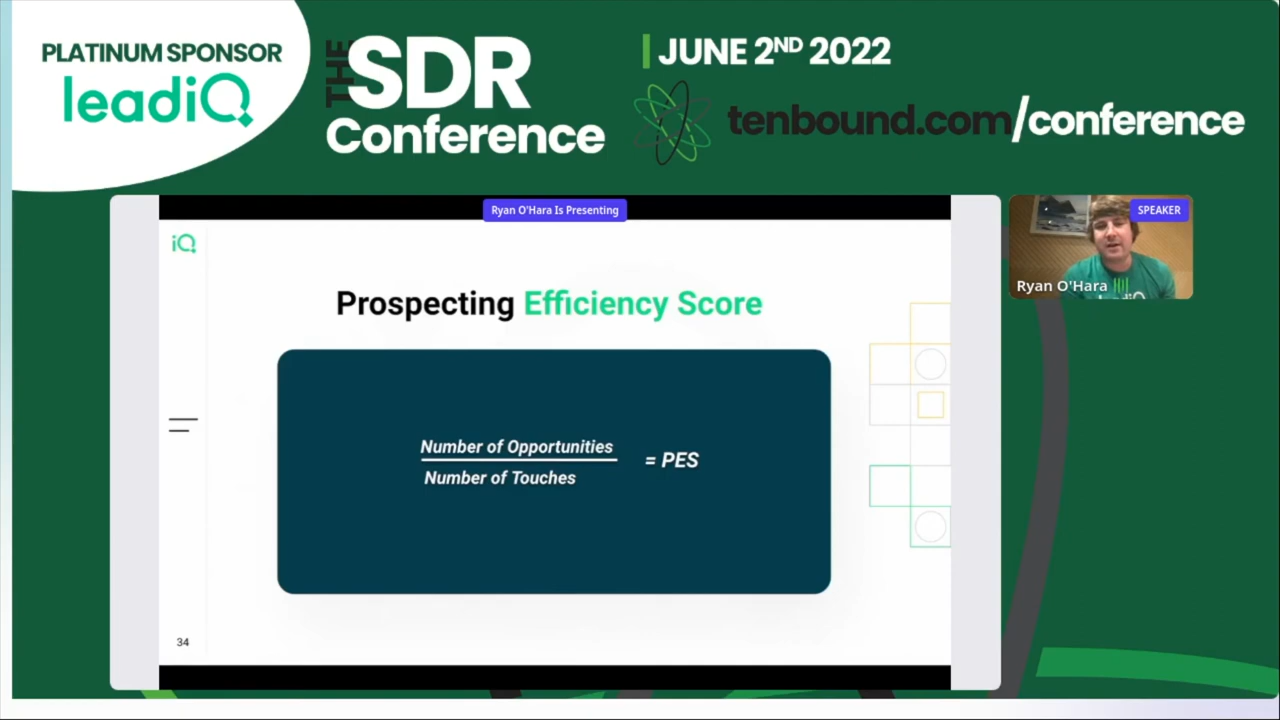 PLATINUM SPONSOR
leadiQ
THE
SDR
Conference
JUNE 2ND 2022
tenbound.com/conference
Ryan O'Hara Is Presenting
SPEAKER
Ryan O'Hara
leadiQ
iQ
Prospecting Efficiency Score
Number of Opportunities
= PES
Number of Touches
34